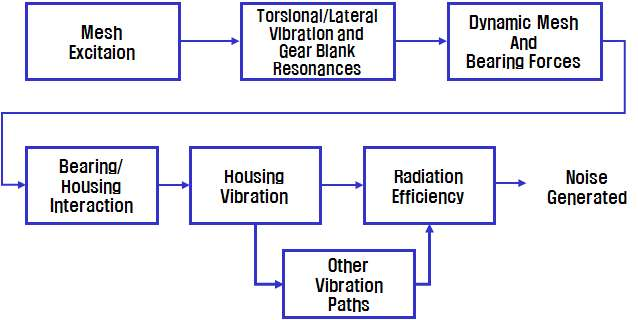 Mesh
Excitaion
Torsional/Lateral
Vibration and
Gear Blank
Resonances
Dynamic Mesh
And
Bearing Forces
Bearing/
Housing
Interaction
Housing
Vibration
Radiation
Efficiency
Noise
Generated
Other
Vibration
Paths